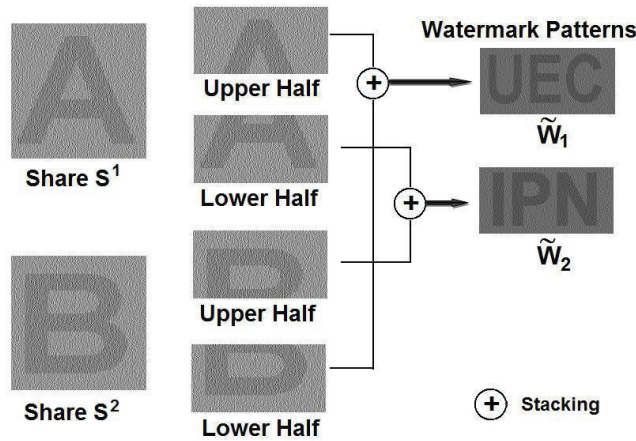 A
Share S¹
Upper Half
Lower Half
B
Share S²
Upper Half
Lower Half
+
+
Watermark Patterns
UEC
W̃₁
IPN
W̃₂
+ Stacking